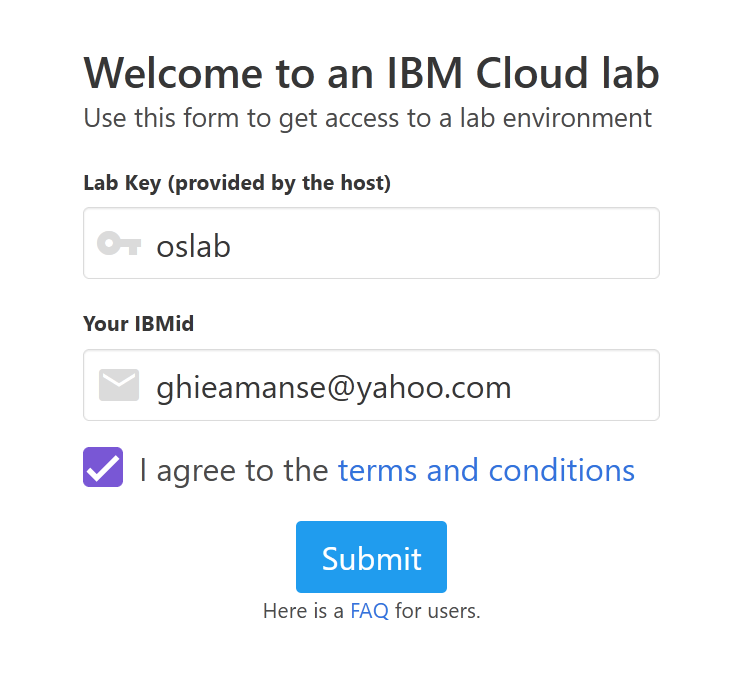 Welcome to an IBM Cloud lab
Use this form to get access to a lab environment
Lab Key (provided by the host)
oslab
Your IBMid
ghieamanse@yahoo.com
I agree to the terms and conditions
Submit
Here is a FAQ for users.